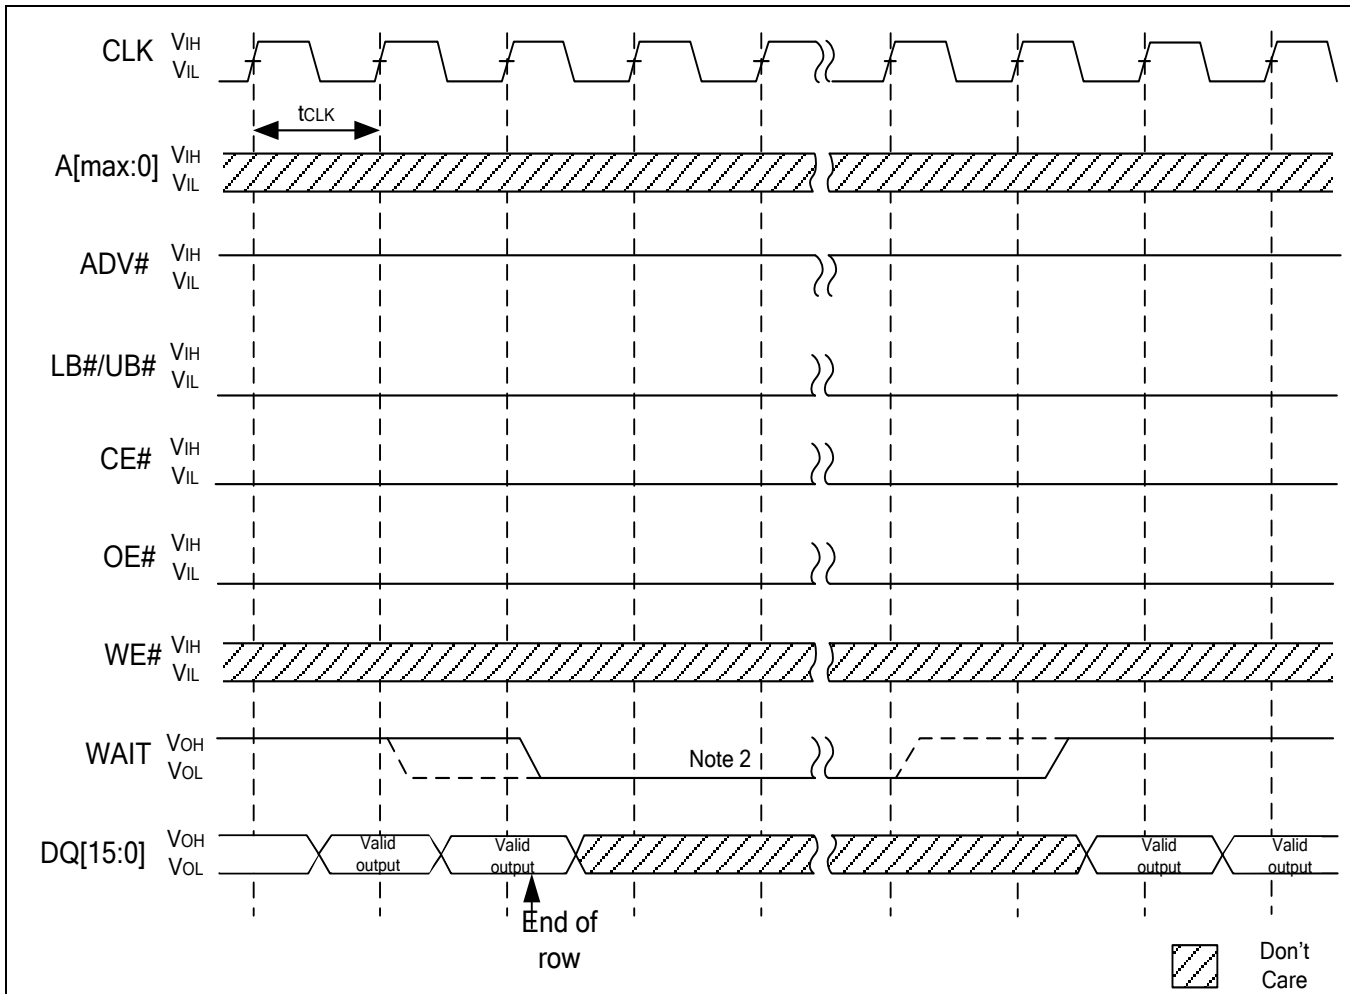 CLK VIH
VIL
tCLK
A[max:0] VIH
VIL
ADV# VIH
VIL
LB#/UB# VIH
VIL
CE# VIH
VIL
OE# VIH
VIL
WE# VIH
VIL
WAIT VOH
VOL
Note 2
DQ[15:0] VOH
VOL
Valid
output
Valid
output
Valid
output
Valid
output
End of
row
Don't
Care